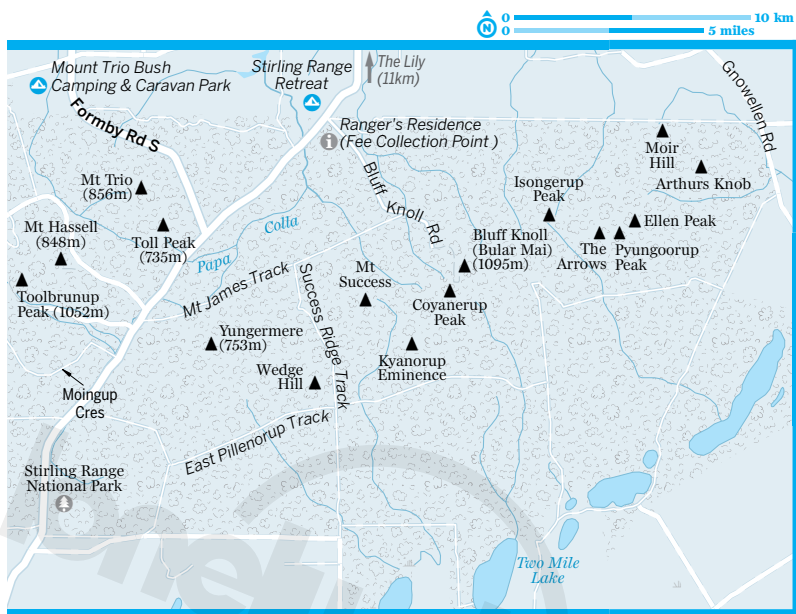 0 10 km
N
0 5 miles
Mount Trio Bush
Camping & Caravan Park
Stirling Range
Retreat
The Lily
(11km)
Gnowellen Rd
Formby Rd S
Ranger's Residence
(Fee Collection Point )
i
Moir
Hill
Arthurs Knob
Mt Trio
(856m)
Bluff Knoll Rd
Isongerup
Peak
Ellen Peak
Mt Hassell
(848m)
Toll Peak
(735m)
Papa Colla
Bluff Knoll
(Bular Mai)
(1095m)
The
Arrows
Pyungoorup
Peak
Toolbrunup
Peak (1052m)
Mt James Track
Success Ridge Track
Mt
Success
Coyanerup
Peak
Yungermere
(753m)
Kyanorup
Eminence
Wedge
Hill
Moingup
Cres
East Pillenorup Track
Stirling Range
National Park
Two Mile
Lake
lonel